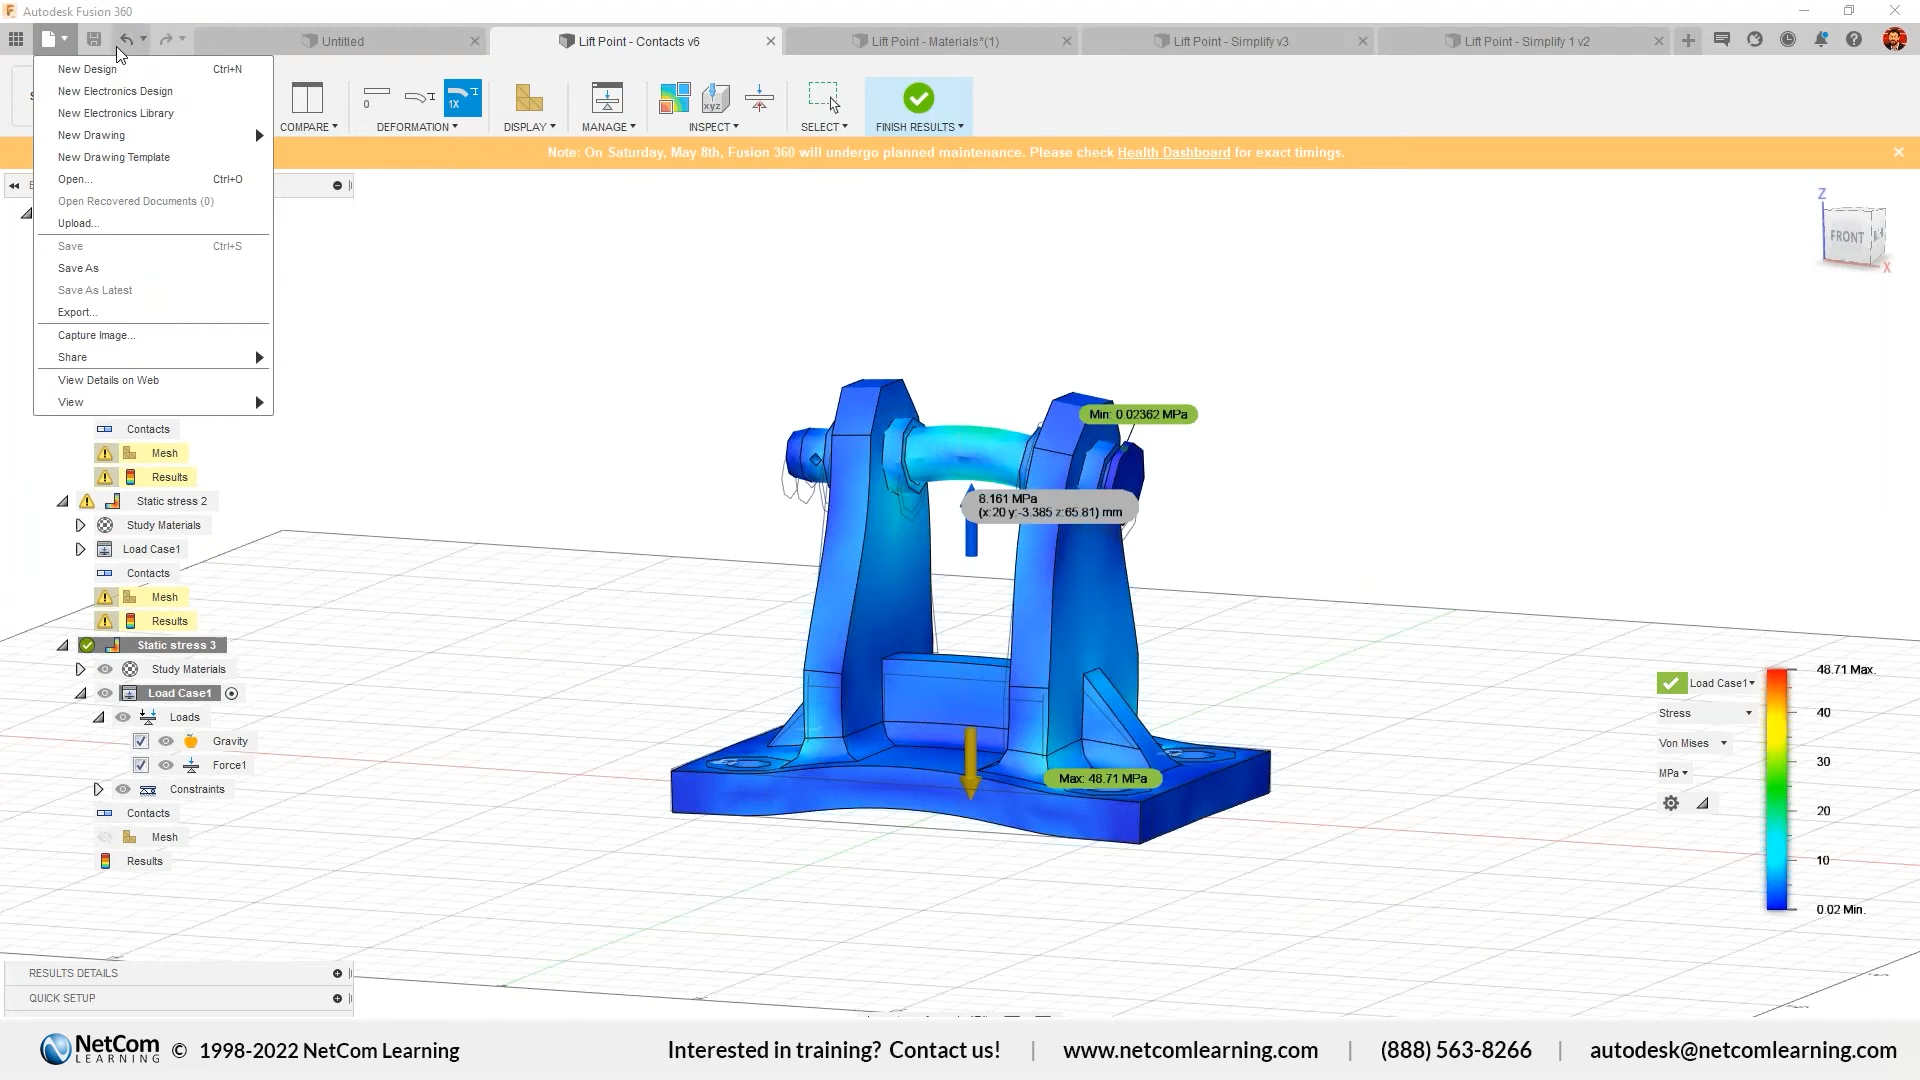 Autodesk Fusion 360
Untitled
Lift Point - Contacts v6
Lift Point - Materials*(1)
Lift Point - Simplify v3
Lift Point - Simplify 1 v2
New Design Ctrl+N
New Electronics Design
New Electronics Library
New Drawing
New Drawing Template
Open... Ctrl+O
Open Recovered Documents (0)
Upload...
Save Ctrl+S
Save As
Save As Latest
Export...
Capture Image...
Share
View Details on Web
View
0
1X
xyz
COMPARE
DEFORMATION
DISPLAY
MANAGE
INSPECT
SELECT
FINISH RESULTS
Note: On Saturday, May 8th, Fusion 360 will undergo planned maintenance. Please check Health Dashboard for exact timings.
Z
FRONT
X
Contacts
Mesh
Results
Static stress 2
Study Materials
Load Case1
Contacts
Mesh
Results
Static stress 3
Study Materials
Load Case1
Loads
Gravity
Force1
Constraints
Contacts
Mesh
Results
Min: 0.02362 MPa
8.161 MPa
(x:20 y:-3.385 z:65.81) mm
Max: 48.71 MPa
Load Case1
Stress
Von Mises
MPa
48.71 Max.
40
30
20
10
0.02 Min.
RESULTS DETAILS
QUICK SETUP
NetCom
LEARNING
© 1998-2022 NetCom Learning
Interested in training? Contact us! | www.netcomlearning.com | (888) 563-8266 | autodesk@netcomlearning.com